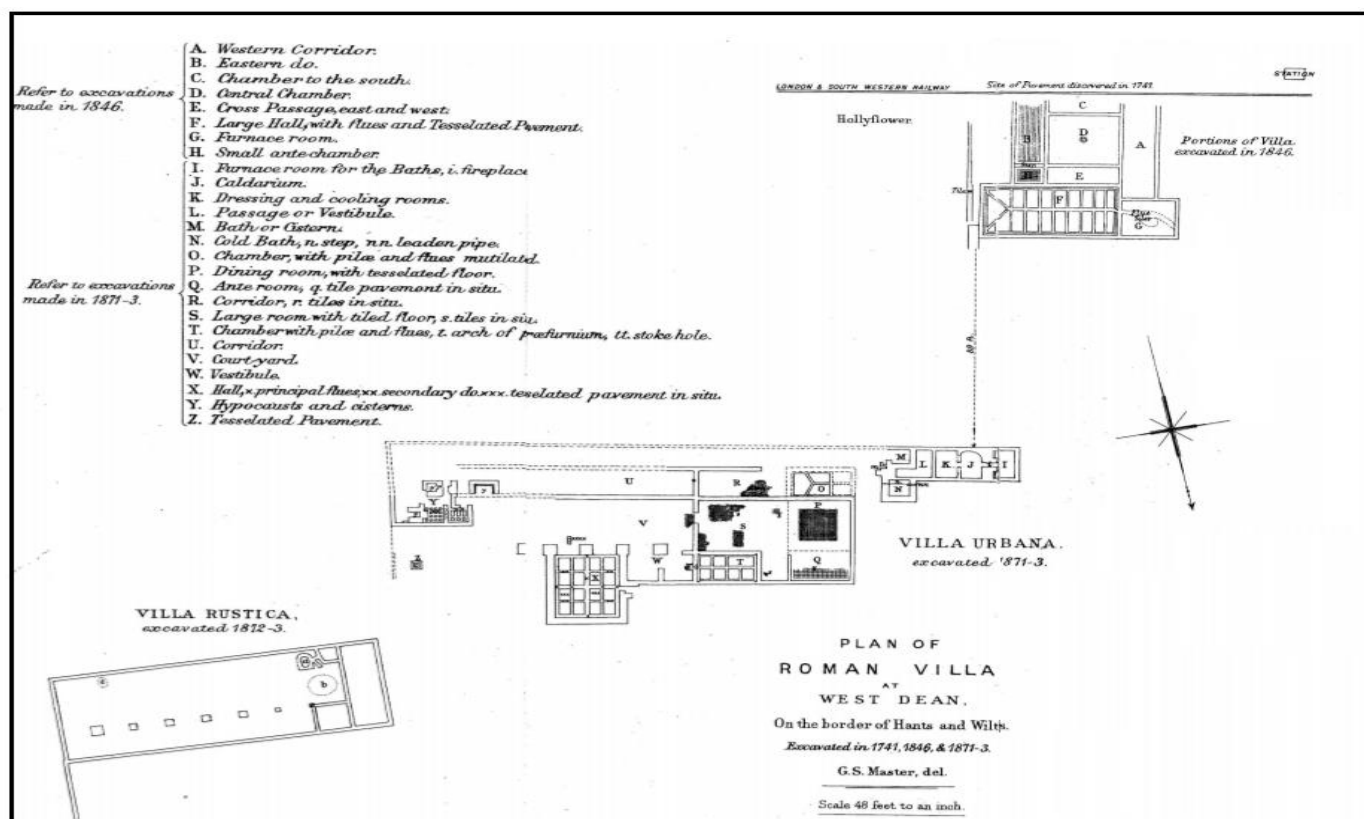 Refer to excavations
made in 1846.
A. Western Corridor.
B. Eastern do.
C. Chamber to the south.
D. Central Chamber.
E. Cross Passage, east and west.
F. Large Hall, with flues and Tesselated Pavement.
G. Furnace room.
H. Small ante-chamber.
Refer to excavations
made in 1871-3.
I. Furnace room for the Baths, i. fireplace
J. Caldarium.
K. Dressing and cooling rooms.
L. Passage or Vestibule.
M. Bath or Cistern.
N. Cold Bath, n. step, nn. leaden pipe.
O. Chamber, with pilæ and flues mutilatd.
P. Dining room, with tesselated floor.
Q. Ante room, q. tile pavement in situ.
R. Corridor, r. tiles in situ.
S. Large room with tiled floor, s. tiles in siu.
T. Chamber with pilæ and flues, t. arch of præfurnium, tt. stoke hole.
U. Corridor.
V. Court-yard.
W. Vestibule.
X. Hall, x. principal flues, xx. secondary do. xxx. teselated pavement in situ.
Y. Hypocausts and cisterns.
Z. Tesselated Pavement.
STATION
LONDON & SOUTH WESTERN RAILWAY
Site of Pavement discovered in 1741.
Hollyflower.
C
B
D
A
E
F
G
Portions of Villa
excavated in 1846.
M
L
K
J
I
N
U
R
O
P
V
S
W
T
Q
X
Y
VILLA URBANA.
excavated 1871-3.
VILLA RUSTICA,
excavated 1872-3.
b
PLAN OF
ROMAN VILLA
AT
WEST DEAN,
On the border of Hants and Wilts.
Excavated in 1741, 1846, & 1871-3.
G.S. Master, del.
Scale 48 feet to an inch.